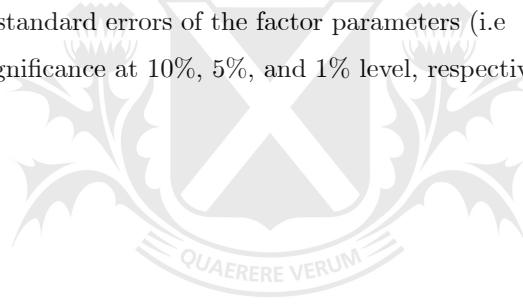 standard errors of the factor parameters (i.e
gnificance at 10%, 5%, and 1% level, respectiv
QUAERERE VERUM